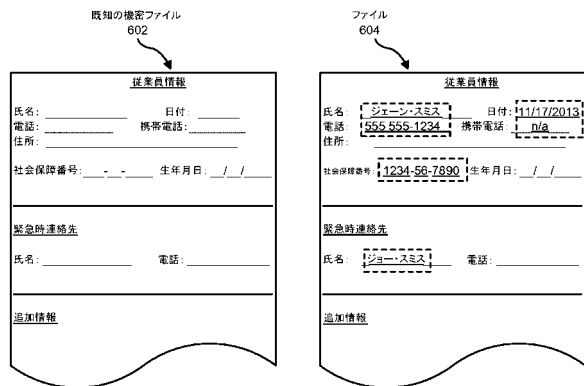 既知の機密ファイル
602
従業員情報
氏名: 日付:
電話: 携帯電話:
住所:
社会保障番号: - - 生年月日: / /
緊急時連絡先
氏名: 電話:
追加情報
ファイル
604
従業員情報
氏名: ジェーン・スミス 日付: 11/17/2013
電話: 555 555-1234 携帯電話: n/a
住所:
社会保障番号: 1234-56-7890 生年月日: / /
緊急時連絡先
氏名: ジョー・スミス 電話:
追加情報